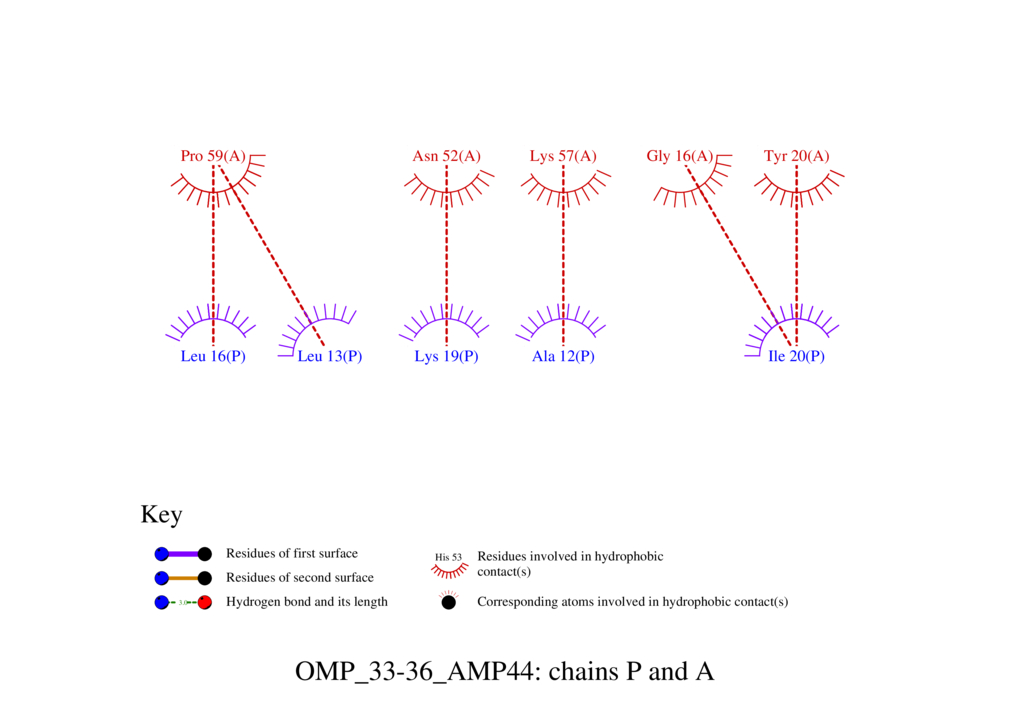 Pro 59(A) Asn 52(A) Lys 57(A) Gly 16(A) Tyr 20(A)
Leu 16(P) Leu 13(P) Lys 19(P) Ala 12(P) Ile 20(P)
Key
Residues of first surface
Residues of second surface
3.0 Hydrogen bond and its length
His 53 Residues involved in hydrophobic
contact(s)
Corresponding atoms involved in hydrophobic contact(s)
OMP_33-36_AMP44: chains P and A